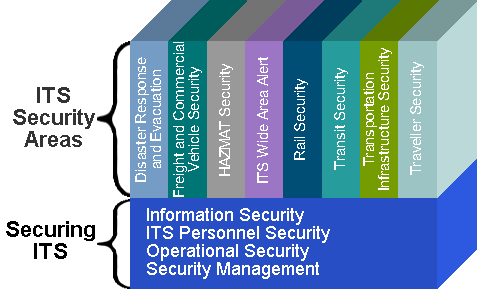 ITS
Security
Areas
Disaster Response
and Evacuation
Freight and Commercial
Vehicle Security
HAZMAT Security
ITS Wide Area Alert
Rail Security
Transit Security
Transportation
Infrastructure Security
Traveller Security
Securing
ITS
Information Security
ITS Personnel Security
Operational Security
Security Management